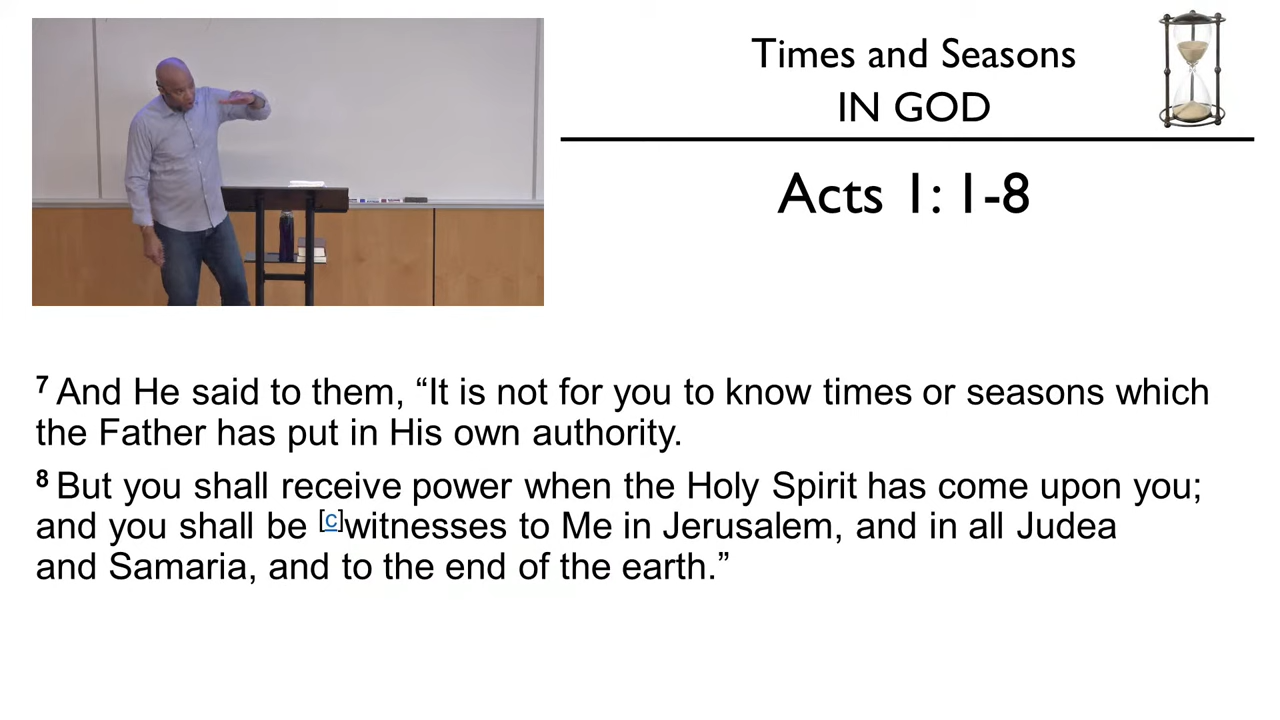 Times and Seasons
IN GOD
Acts 1: 1-8
7 And He said to them, “It is not for you to know times or seasons which
the Father has put in His own authority.
8 But you shall receive power when the Holy Spirit has come upon you;
and you shall be [c]witnesses to Me in Jerusalem, and in all Judea
and Samaria, and to the end of the earth.”